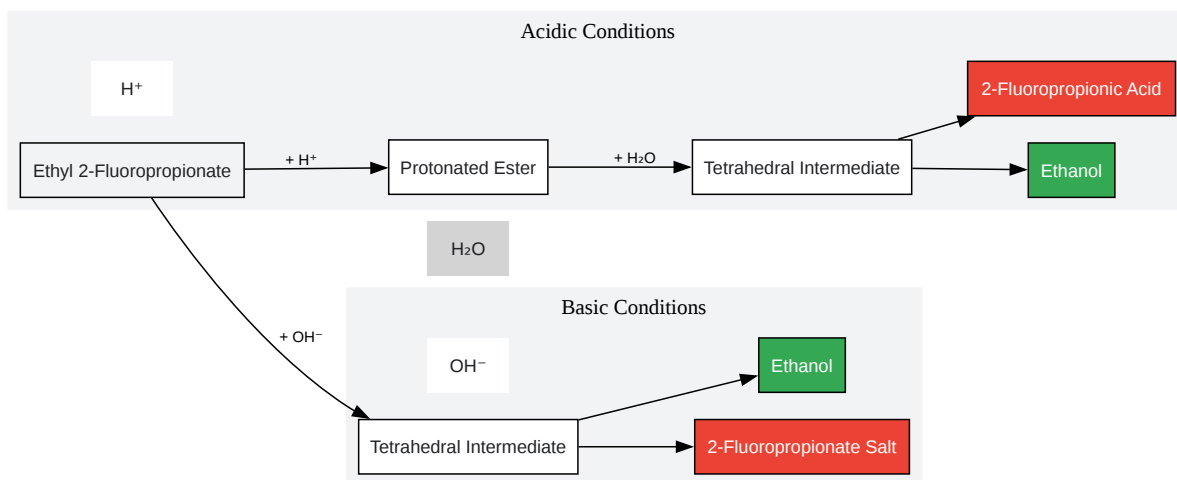 Acidic Conditions
H⁺
2-Fluoropropionic Acid
Ethyl 2-Fluoropropionate
+ H⁺
Protonated Ester
+ H₂O
Tetrahedral Intermediate
Ethanol
H₂O
Basic Conditions
+ OH⁻
OH⁻
Ethanol
Tetrahedral Intermediate
2-Fluoropropionate Salt